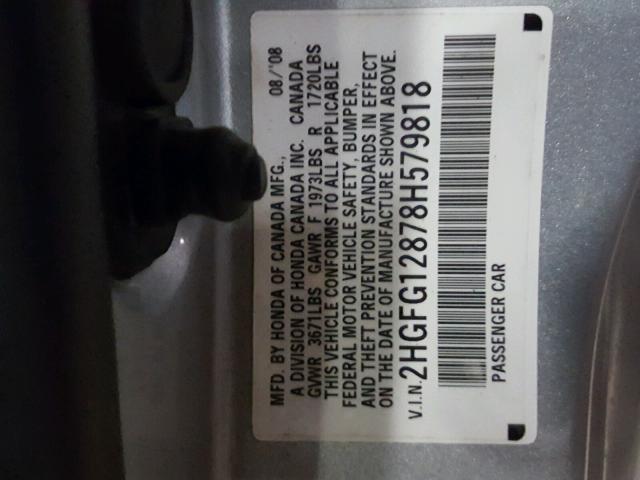 MFD. BY HONDA OF CANADA MFG., 08/'08
A DIVISION OF HONDA CANADA INC. CANADA
GVWR 3671LBS GAWR F 1973LBS R 1720LBS
THIS VEHICLE CONFORMS TO ALL APPLICABLE
FEDERAL MOTOR VEHICLE SAFETY, BUMPER,
AND THEFT PREVENTION STANDARDS IN EFFECT
ON THE DATE OF MANUFACTURE SHOWN ABOVE.
V.I.N. 2HGFG12878H579818
PASSENGER CAR